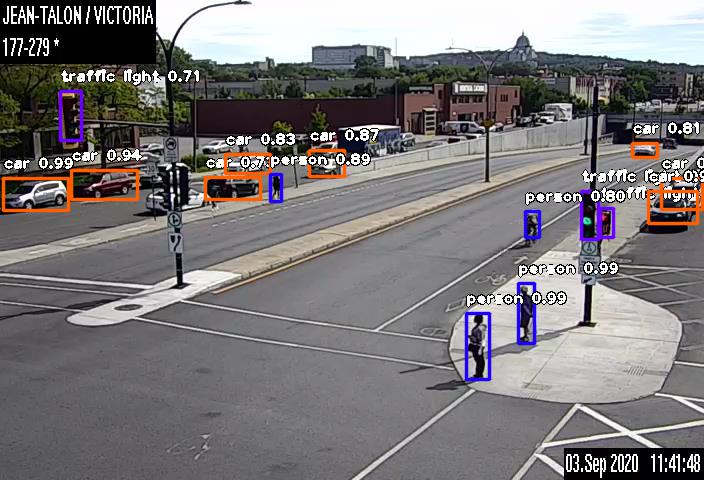 JEAN-TALON / VICTORIA
177-279 *
traffic light 0.71
car 0.99
car 0.94
car 0.83
car 0.87
car 0.7
person 0.89
car 0.81
person 0.80
person 0.99
person 0.99
03.Sep 2020 11:41:48